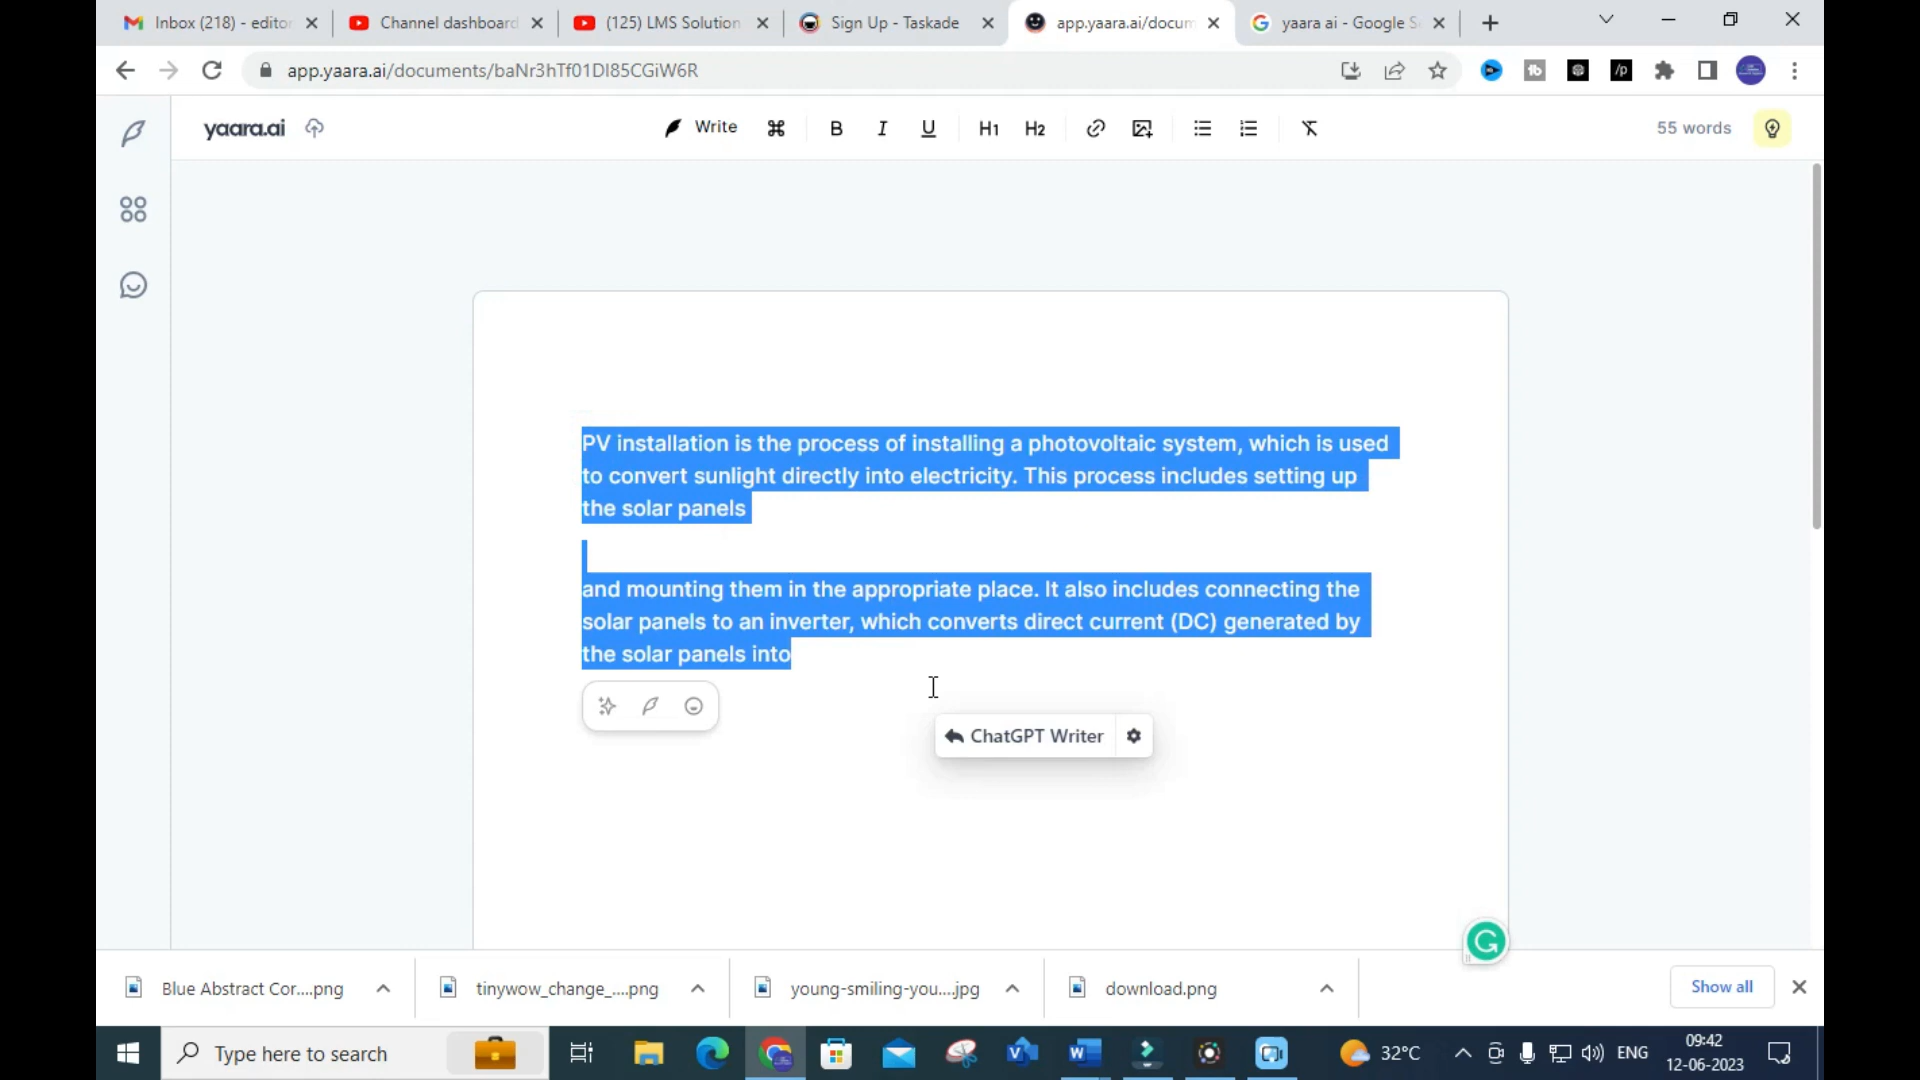 Inbox (218) - editor
Channel dashboard
(125) LMS Solution
Sign Up - Taskade
app.yaara.ai/docum
yaara ai - Google S
app.yaara.ai/documents/baNr3hTf01DI85CGiW6R
yaara.ai
Write
B
I
U
H1
H2
55 words
PV installation is the process of installing a photovoltaic system, which is used
to convert sunlight directly into electricity. This process includes setting up
the solar panels
and mounting them in the appropriate place. It also includes connecting the
solar panels to an inverter, which converts direct current (DC) generated by
the solar panels into
ChatGPT Writer
Blue Abstract Cor....png
tinywow_change_....png
young-smiling-you....jpg
download.png
Show all
Type here to search
32°C
ENG
09:42
12-06-2023